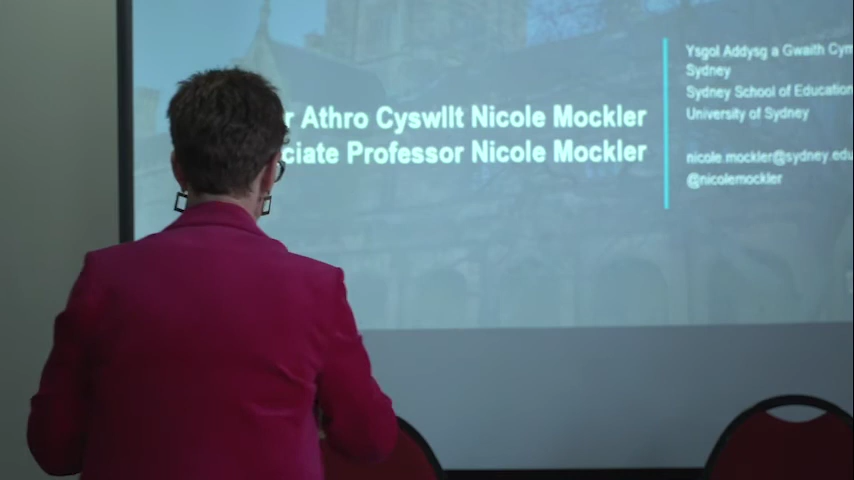 r Athro Cyswllt Nicole Mockler
ciate Professor Nicole Mockler
Ysgol Addysg a Gwaith Cym
Sydney
Sydney School of Education
University of Sydney
nicole.mockler@sydney.edu
@nicolemockler